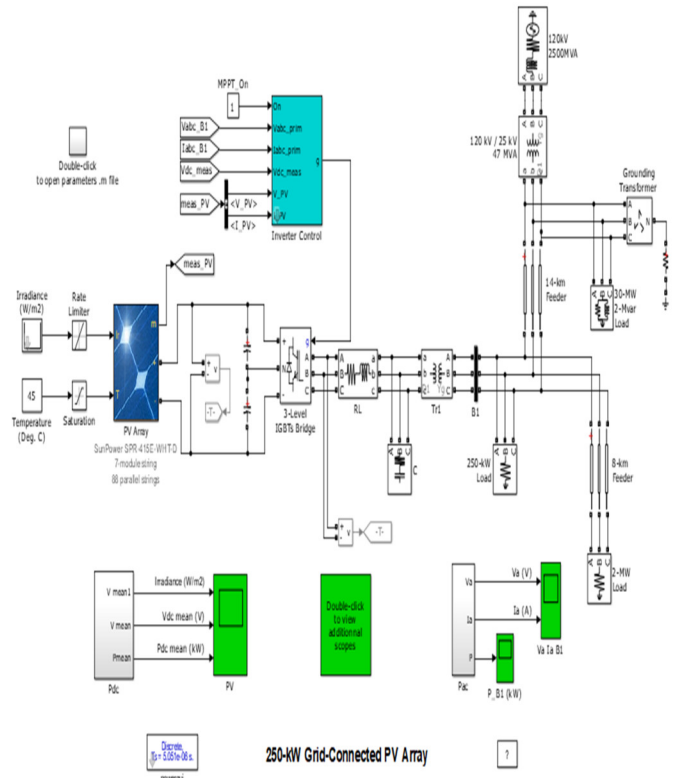 120kV
2500MVA
MPPT_On
1
On
Vabc_B1
Vabc_prim
120 kV / 25 kV
47 MVA
Iabc_B1
Iabc_prim
g
Double-click
to open parameters .m file
Vdc_meas
Vdc_meas
Grounding
Transformer
meas_PV
<V_PV>
V_PV
<I_PV>
Inverter Control
A
B N
C
meas_PV
14-km
Feeder
30-MW
2-Mvar
Load
Irradiance
(W/m2)
Rate
Limiter
m
+
g
A
N B
- C
A a
B b
C c
a A
b B
c C
45
T
v
-T-
Temperature
(Deg. C)
Saturation
PV Array
SunPower SPR-415E-WHT-D
7-module string
88 parallel strings
3-Level
IGBTs Bridge
RL
Tr1
B1
C
250-kW
Load
8-km
Feeder
v
-T-
2-MW
Load
V mean1
Irradiance (W/m2)
V mean
Vdc mean (V)
Pmean
Pdc mean (kW)
Pdc
PV
Double-click
to view
additionnal
scopes
Va
Va (V)
Ia
Ia (A)
P
Pac
P_B1 (kW)
Va Ia B1
Discrete,
Ts = 5.051e-06 s.
250-kW Grid-Connected PV Array
?